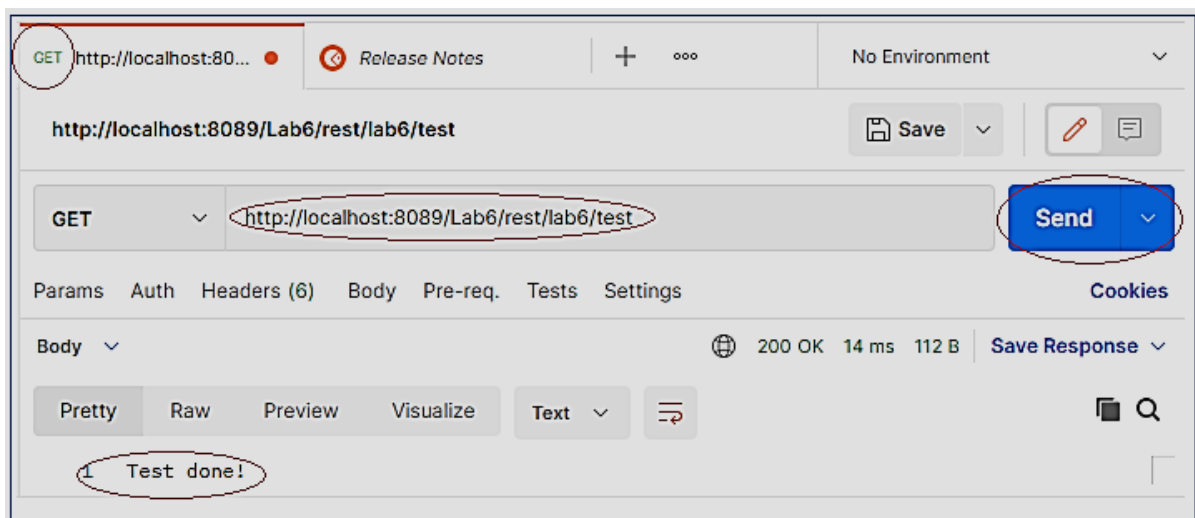 GET http://localhost:80... Release Notes + ooo No Environment
http://localhost:8089/Lab6/rest/lab6/test Save
GET http://localhost:8089/Lab6/rest/lab6/test Send
Params Auth Headers (6) Body Pre-req. Tests Settings Cookies
Body 200 OK 14 ms 112 B Save Response
Pretty Raw Preview Visualize Text
1 Test done!